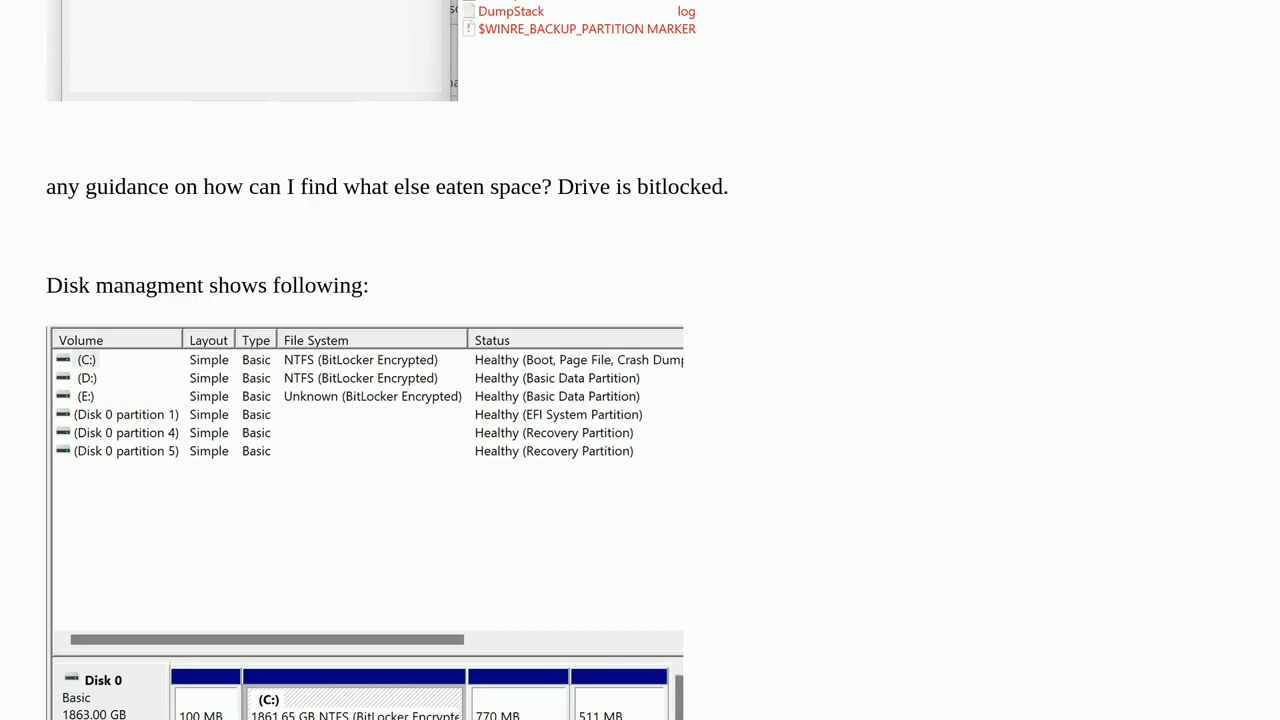 DumpStack log
$WINRE_BACKUP_PARTITION MARKER
any guidance on how can I find what else eaten space? Drive is bitlocked.
Disk managment shows following:
Volume Layout Type File System Status
(C:) Simple Basic NTFS (BitLocker Encrypted) Healthy (Boot, Page File, Crash Dump
(D:) Simple Basic NTFS (BitLocker Encrypted) Healthy (Basic Data Partition)
(E:) Simple Basic Unknown (BitLocker Encrypted) Healthy (Basic Data Partition)
(Disk 0 partition 1) Simple Basic Healthy (EFI System Partition)
(Disk 0 partition 4) Simple Basic Healthy (Recovery Partition)
(Disk 0 partition 5) Simple Basic Healthy (Recovery Partition)
Disk 0
Basic
1863.00 GB
(C:)
100 MB 1861.65 GB NTFS (BitLocker Encrypte 770 MB 511 MB